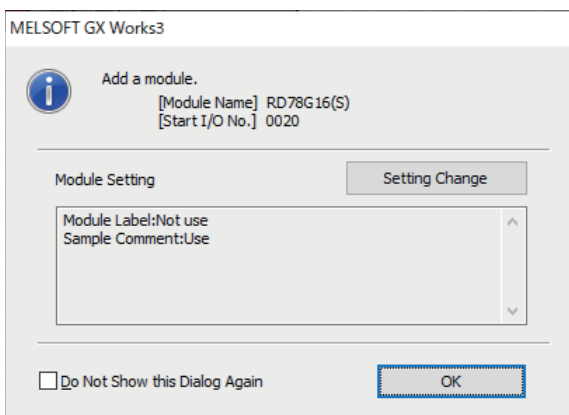 MELSOFT GX Works3
Add a module.
[Module Name] RD78G16(S)
[Start I/O No.] 0020
Module Setting
Setting Change
Module Label:Not use
Sample Comment:Use
Do Not Show this Dialog Again
OK